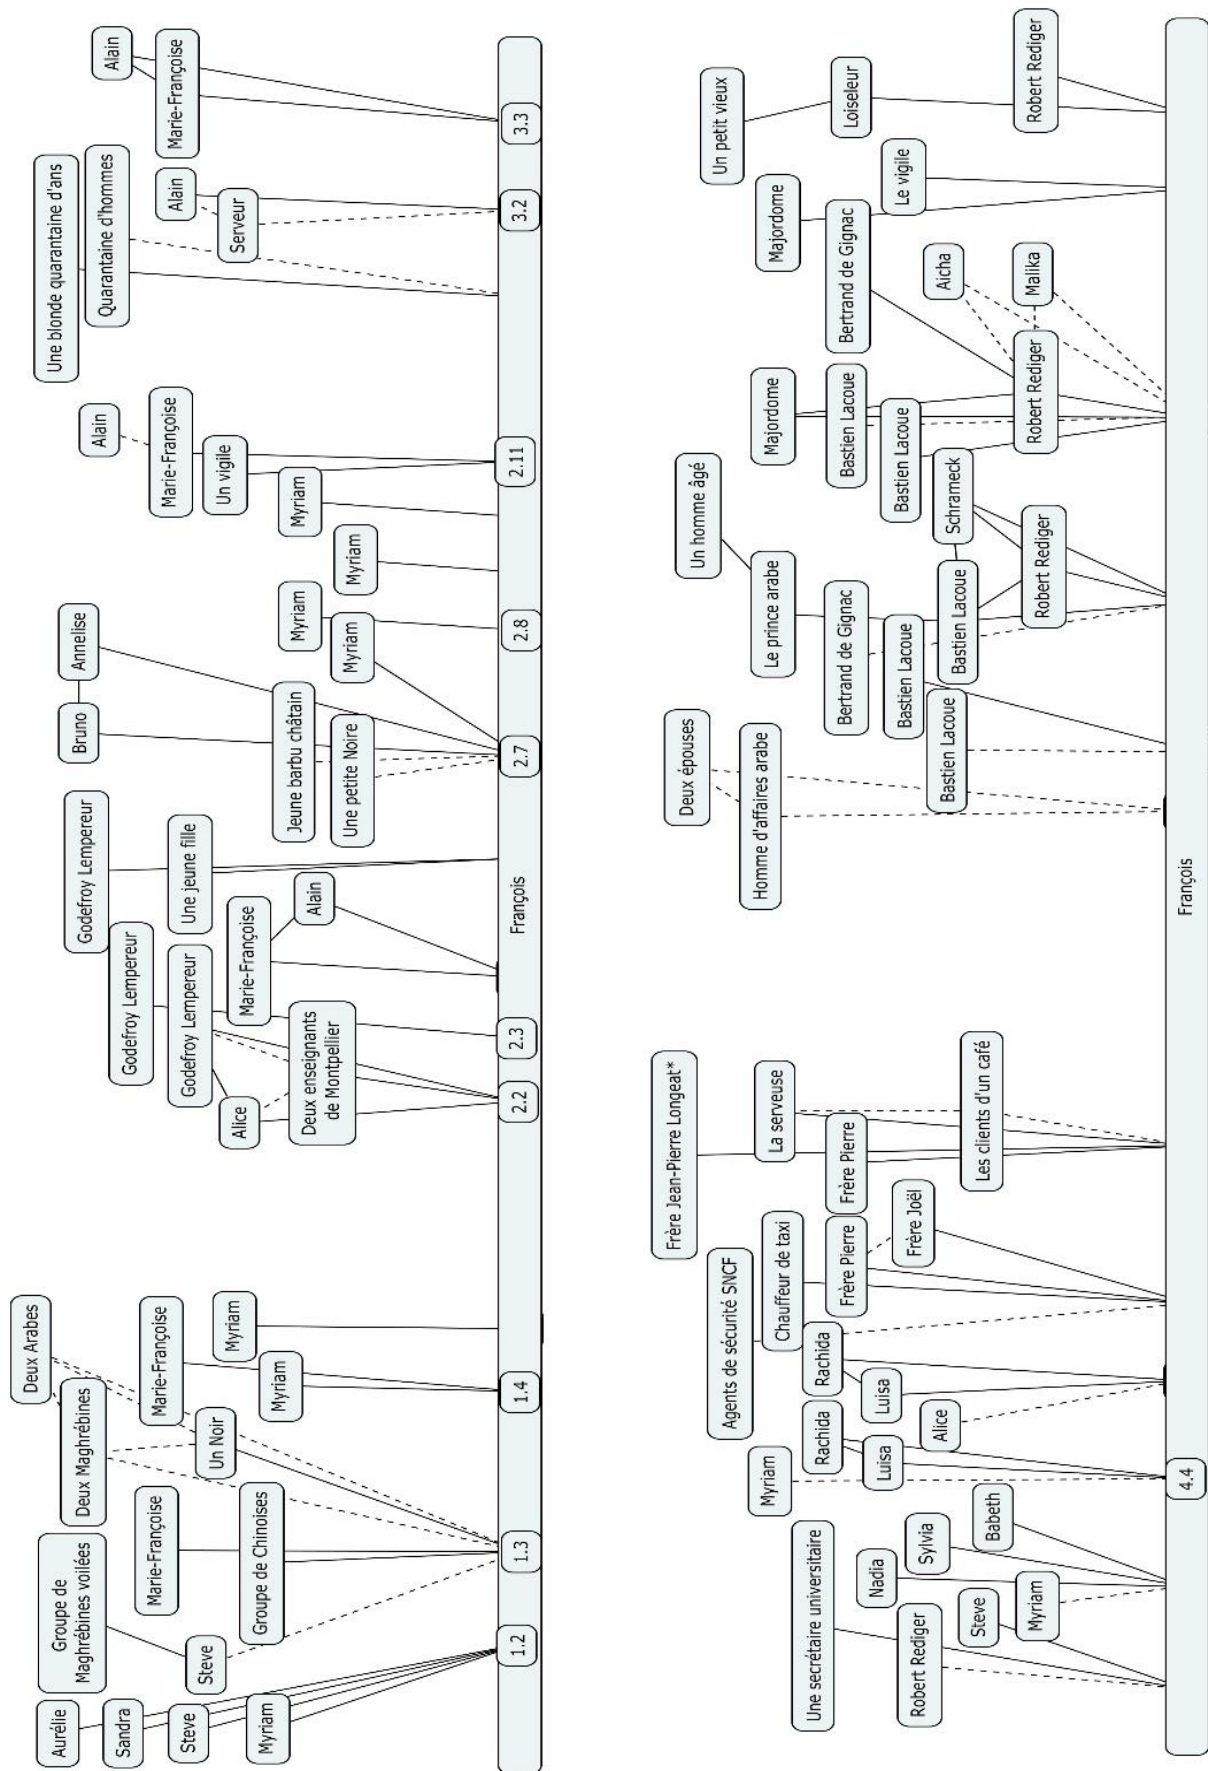 Aurélie
Sandra
Steve
Myriam
1.2
Groupe de
Maghrébines voilées
Steve
Deux Arabes
Deux Maghrébines
Un Noir
Marie-Françoise
Groupe de Chinoises
1.3
Marie-Françoise
Myriam
1.4
Myriam
Godefroy Lempereur
Alice
Deux enseignants
de Montpellier
2.2
Godefroy Lempereur
2.3
Marie-Françoise
Alain
François
Godefroy Lempereur
Une jeune fille
Bruno
Annelise
Jeune barbu châtain
Une petite Noire
Myriam
2.7
Myriam
2.8
Myriam
Myriam
Alain
Marie-Françoise
Un vigile
2.11
Une blonde quarantaine d'ans
Quarantaine d'hommes
Alain
Serveur
3.2
Alain
Marie-Françoise
3.3
Une secrétaire universitaire
Robert Rediger
Steve
Nadia
Sylvia
Babeth
Myriam
Myriam
Rachida
Luisa
4.4
Rachida
Luisa
Alice
Agents de sécurité SNCF
Chauffeur de taxi
Frère Pierre
Frère Joël
Frère Jean-Pierre Longeat*
La serveuse
Frère Pierre
Les clients d'un café
François
Deux épouses
Homme d'affaires arabe
Bastien Lacoue
Bastien Lacoue
Un homme âgé
Le prince arabe
Bertrand de Gignac
Bastien Lacoue
Schrameck
Robert Rediger
Majordome
Bastien Lacoue
Bastien Lacoue
Bertrand de Gignac
Robert Rediger
Aicha
Malika
Majordome
Le vigile
Un petit vieux
Loiseleur
Robert Rediger